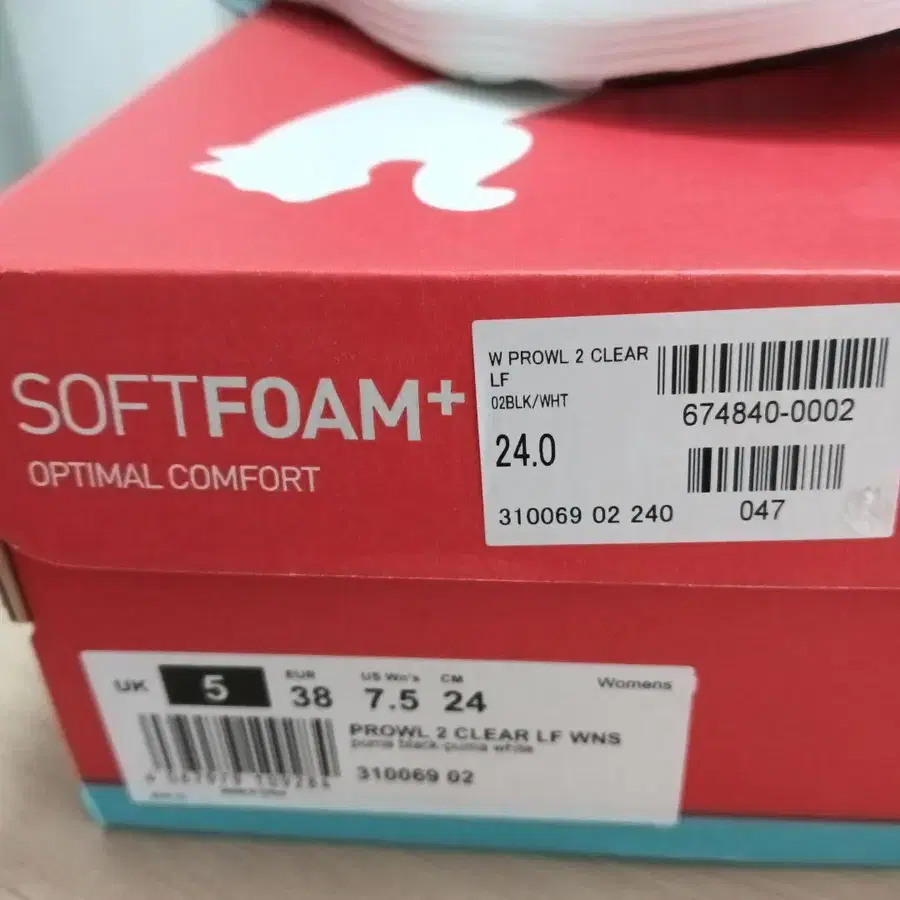 SOFTFOAM+
OPTIMAL COMFORT
W PROWL 2 CLEAR
LF
02BLK/WHT
674840-0002
24.0
310069 02 240
047
UK 5
EUR 38
US Wn's 7.5
CM 24
Womens
PROWL 2 CLEAR LF WNS
puma black-puma white
310069 02